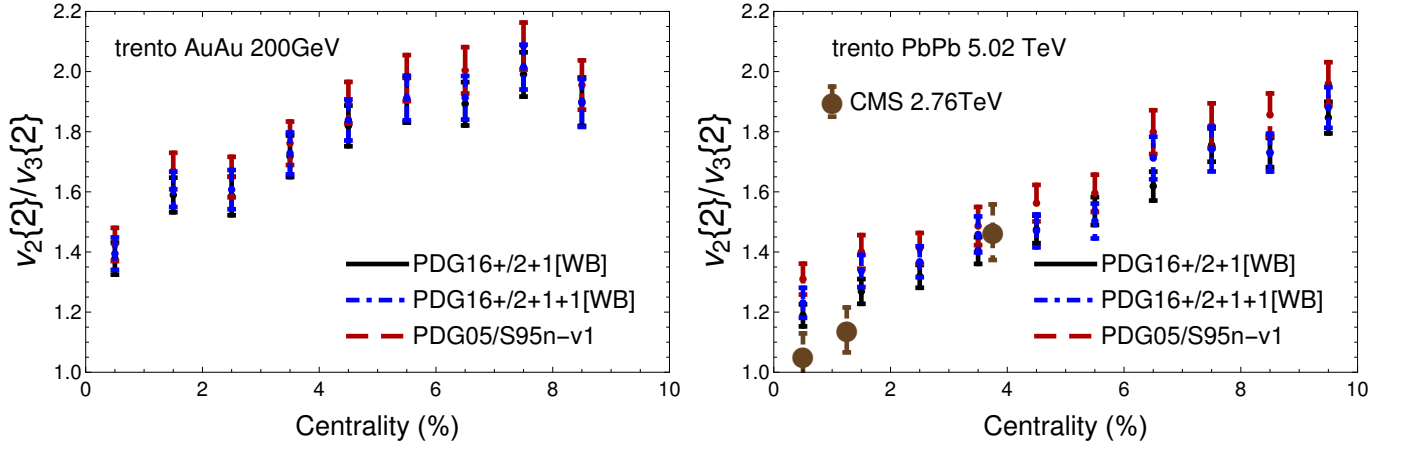 trento AuAu 200GeV
v2{2}/v3{2}
2.2
2.0
1.8
1.6
1.4
1.2
1.0
PDG16+/2+1[WB]
PDG16+/2+1+1[WB]
PDG05/S95n−v1
0 2 4 6 8 10
Centrality (%)
trento PbPb 5.02 TeV
CMS 2.76TeV
v2{2}/v3{2}
2.2
2.0
1.8
1.6
1.4
1.2
1.0
PDG16+/2+1[WB]
PDG16+/2+1+1[WB]
PDG05/S95n−v1
0 2 4 6 8 10
Centrality (%)